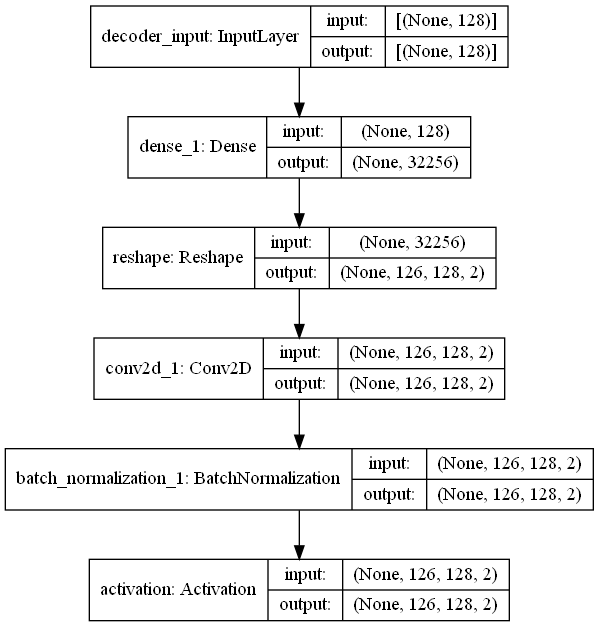 decoder_input: InputLayer
input: [(None, 128)]
output: [(None, 128)]
dense_1: Dense
input: (None, 128)
output: (None, 32256)
reshape: Reshape
input: (None, 32256)
output: (None, 126, 128, 2)
conv2d_1: Conv2D
input: (None, 126, 128, 2)
output: (None, 126, 128, 2)
batch_normalization_1: BatchNormalization
input: (None, 126, 128, 2)
output: (None, 126, 128, 2)
activation: Activation
input: (None, 126, 128, 2)
output: (None, 126, 128, 2)